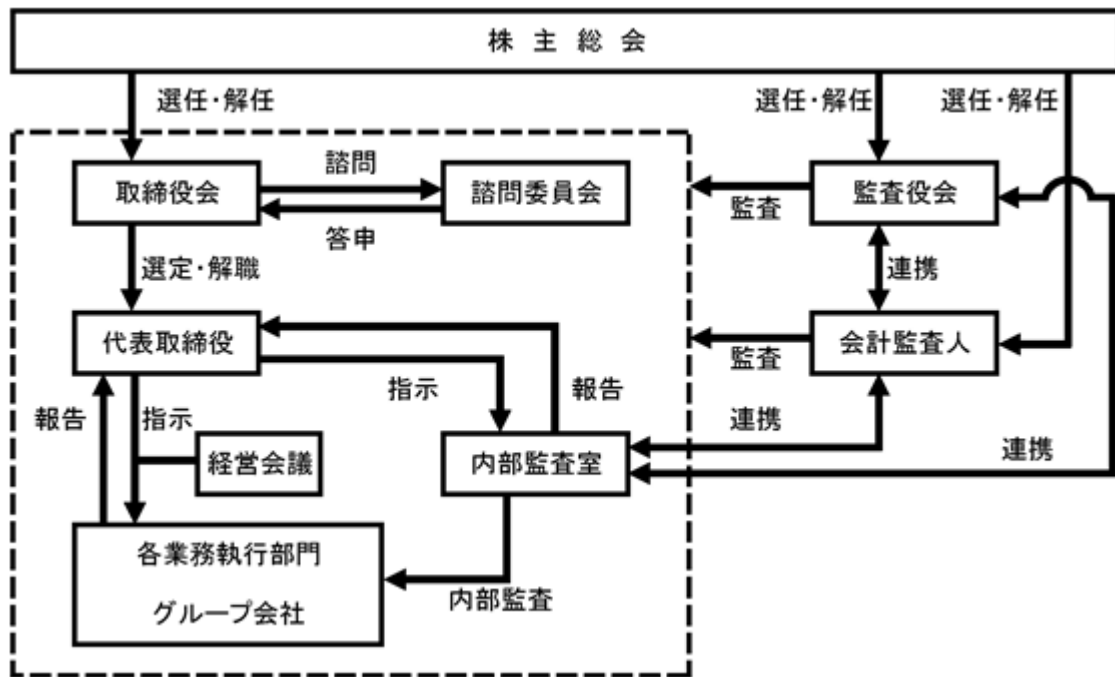 株主総会
選任・解任
選任・解任
選任・解任
取締役会
諮問
諮問委員会
答申
監査
監査役会
選定・解職
連携
代表取締役
監査
会計監査人
報告
指示
指示
報告
連携
経営会議
内部監査室
連携
各業務執行部門
グループ会社
内部監査